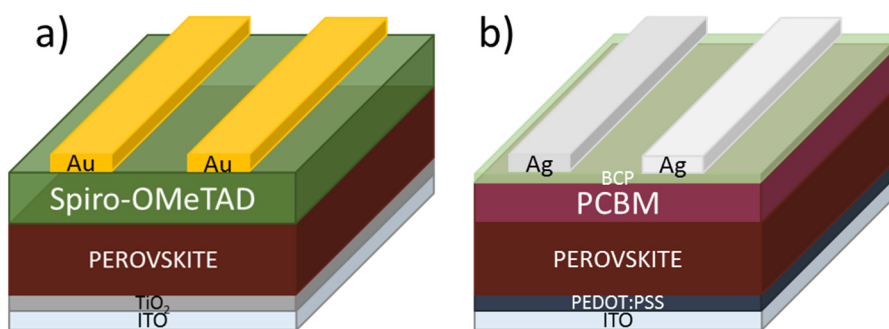 a)
Au Au
Spiro-OMeTAD
PEROVSKITE
TiO₂
ITO
b)
Ag Ag
BCP
PCBM
PEROVSKITE
PEDOT:PSS
ITO